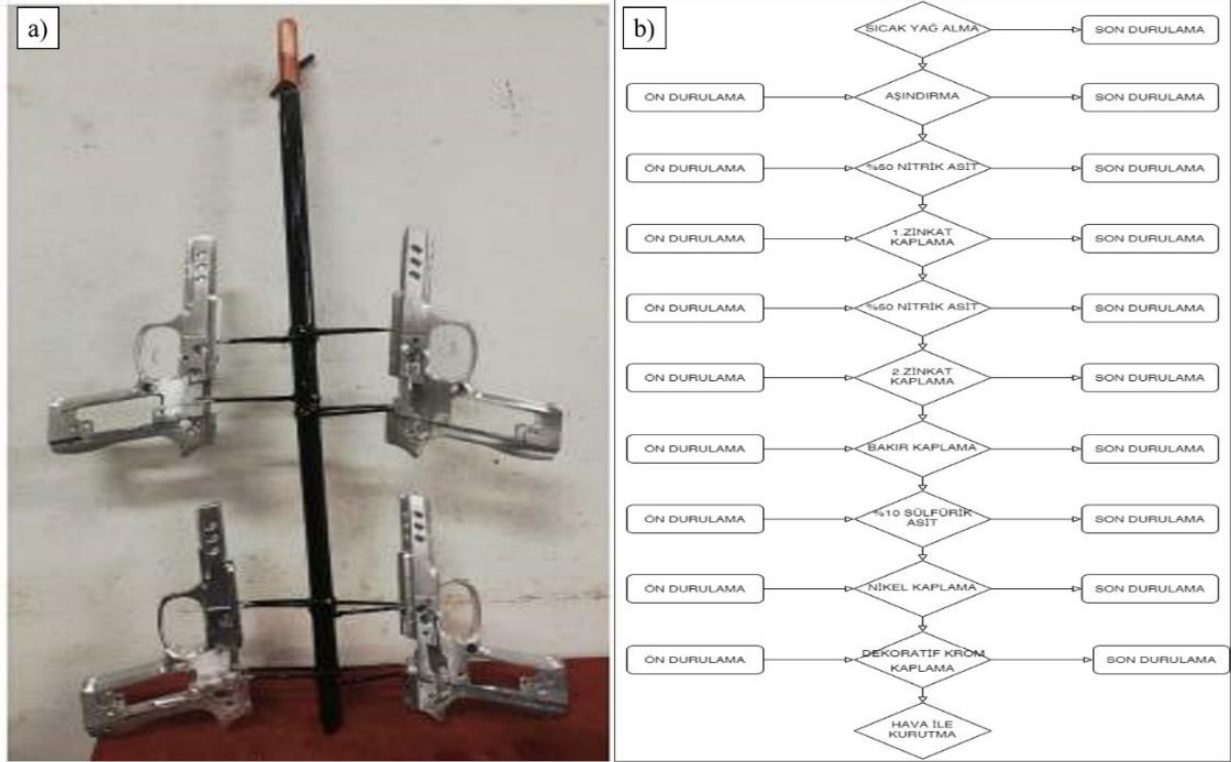 a)
b)
SICAK YAĞ ALMA
SON DURULAMA
ÖN DURULAMA
AŞINDIRMA
SON DURULAMA
ÖN DURULAMA
%50 NİTRİK ASİT
SON DURULAMA
ÖN DURULAMA
1.ZİNKAT
KAPLAMA
SON DURULAMA
ÖN DURULAMA
%50 NİTRİK ASİT
SON DURULAMA
ÖN DURULAMA
2.ZİNKAT
KAPLAMA
SON DURULAMA
ÖN DURULAMA
BAKIR KAPLAMA
SON DURULAMA
ÖN DURULAMA
%10 SÜLFÜRİK
ASİT
SON DURULAMA
ÖN DURULAMA
NİKEL KAPLAMA
SON DURULAMA
ÖN DURULAMA
DEKORATİF KROM
KAPLAMA
SON DURULAMA
HAVA İLE
KURUTMA